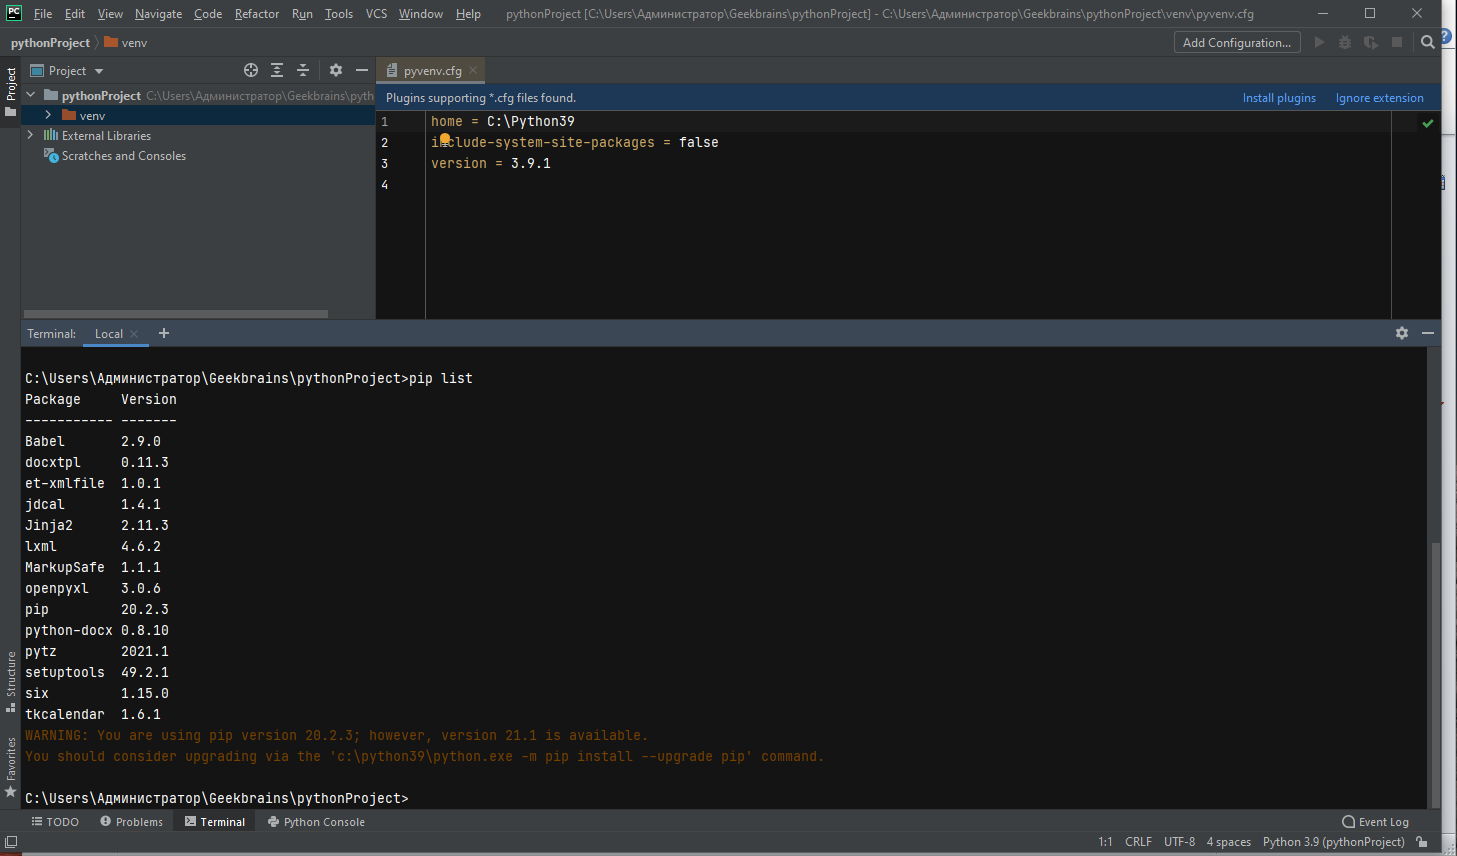 PC File Edit View Navigate Code Refactor Run Tools VCS Window Help pythonProject [C:\Users\Администратор\Geekbrains\pythonProject] - C:\Users\Администратор\Geekbrains\pythonProject\venv\pyvenv.cfg
pythonProject venv Add Configuration...
Project
Project
pyvenv.cfg
pythonProject C:\Users\Администратор\Geekbrains\pyth
venv
External Libraries
Scratches and Consoles
Plugins supporting *.cfg files found. Install plugins Ignore extension
1 home = C:\Python39
2 include-system-site-packages = false
3 version = 3.9.1
4
Terminal: Local
C:\Users\Администратор\Geekbrains\pythonProject>pip list
Package Version
----------- -------
Babel 2.9.0
docxtpl 0.11.3
et-xmlfile 1.0.1
jdcal 1.4.1
Jinja2 2.11.3
lxml 4.6.2
MarkupSafe 1.1.1
openpyxl 3.0.6
pip 20.2.3
python-docx 0.8.10
pytz 2021.1
setuptools 49.2.1
six 1.15.0
tkcalendar 1.6.1
WARNING: You are using pip version 20.2.3; however, version 21.1 is available.
You should consider upgrading via the 'c:\python39\python.exe -m pip install --upgrade pip' command.
C:\Users\Администратор\Geekbrains\pythonProject>
Structure
Favorites
TODO Problems Terminal Python Console Event Log
1:1 CRLF UTF-8 4 spaces Python 3.9 (pythonProject)